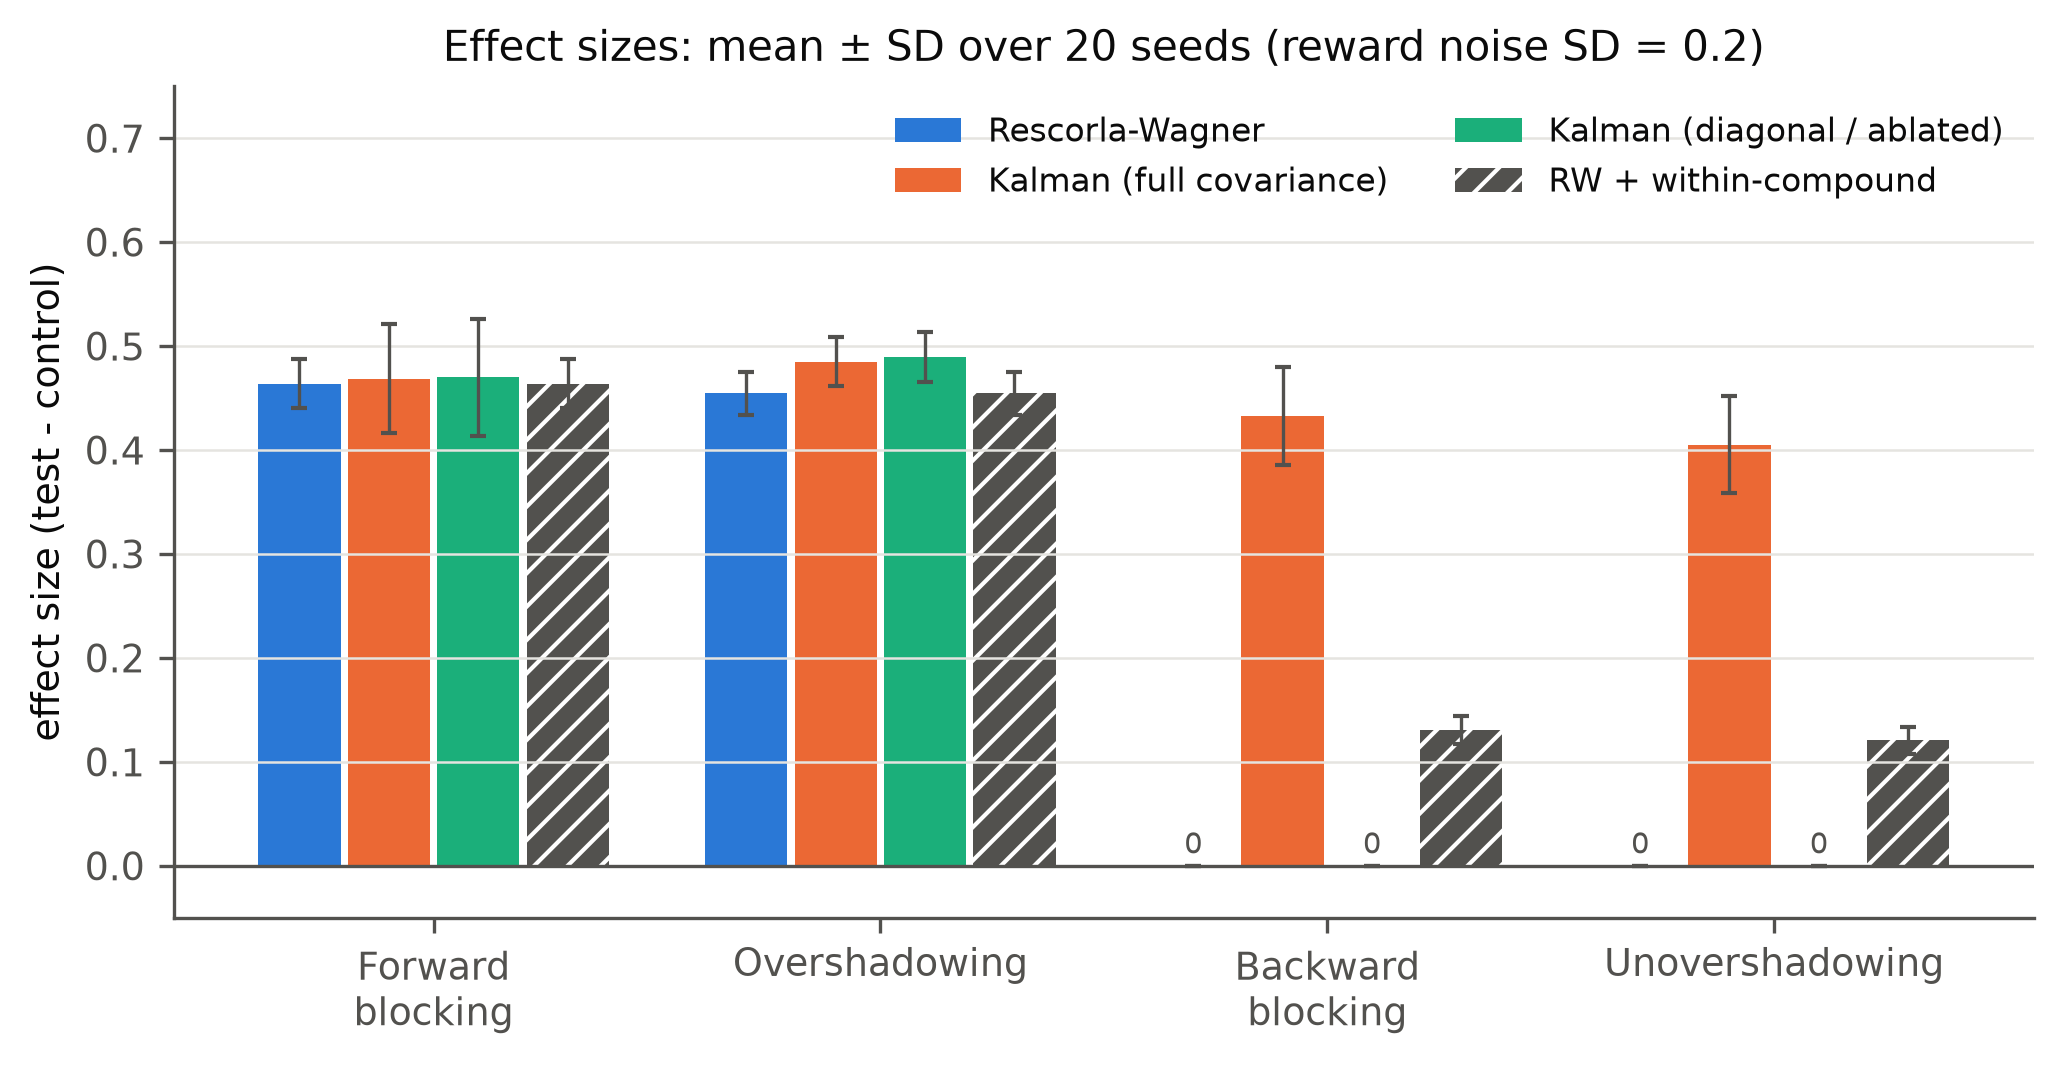 Effect sizes: mean ± SD over 20 seeds (reward noise SD = 0.2)
Rescorla-Wagner
Kalman (full covariance)
Kalman (diagonal / ablated)
RW + within-compound
effect size (test - control)
0.7
0.6
0.5
0.4
0.3
0.2
0.1
0.0
0
0
0
0
Forward
blocking
Overshadowing
Backward
blocking
Unovershadowing